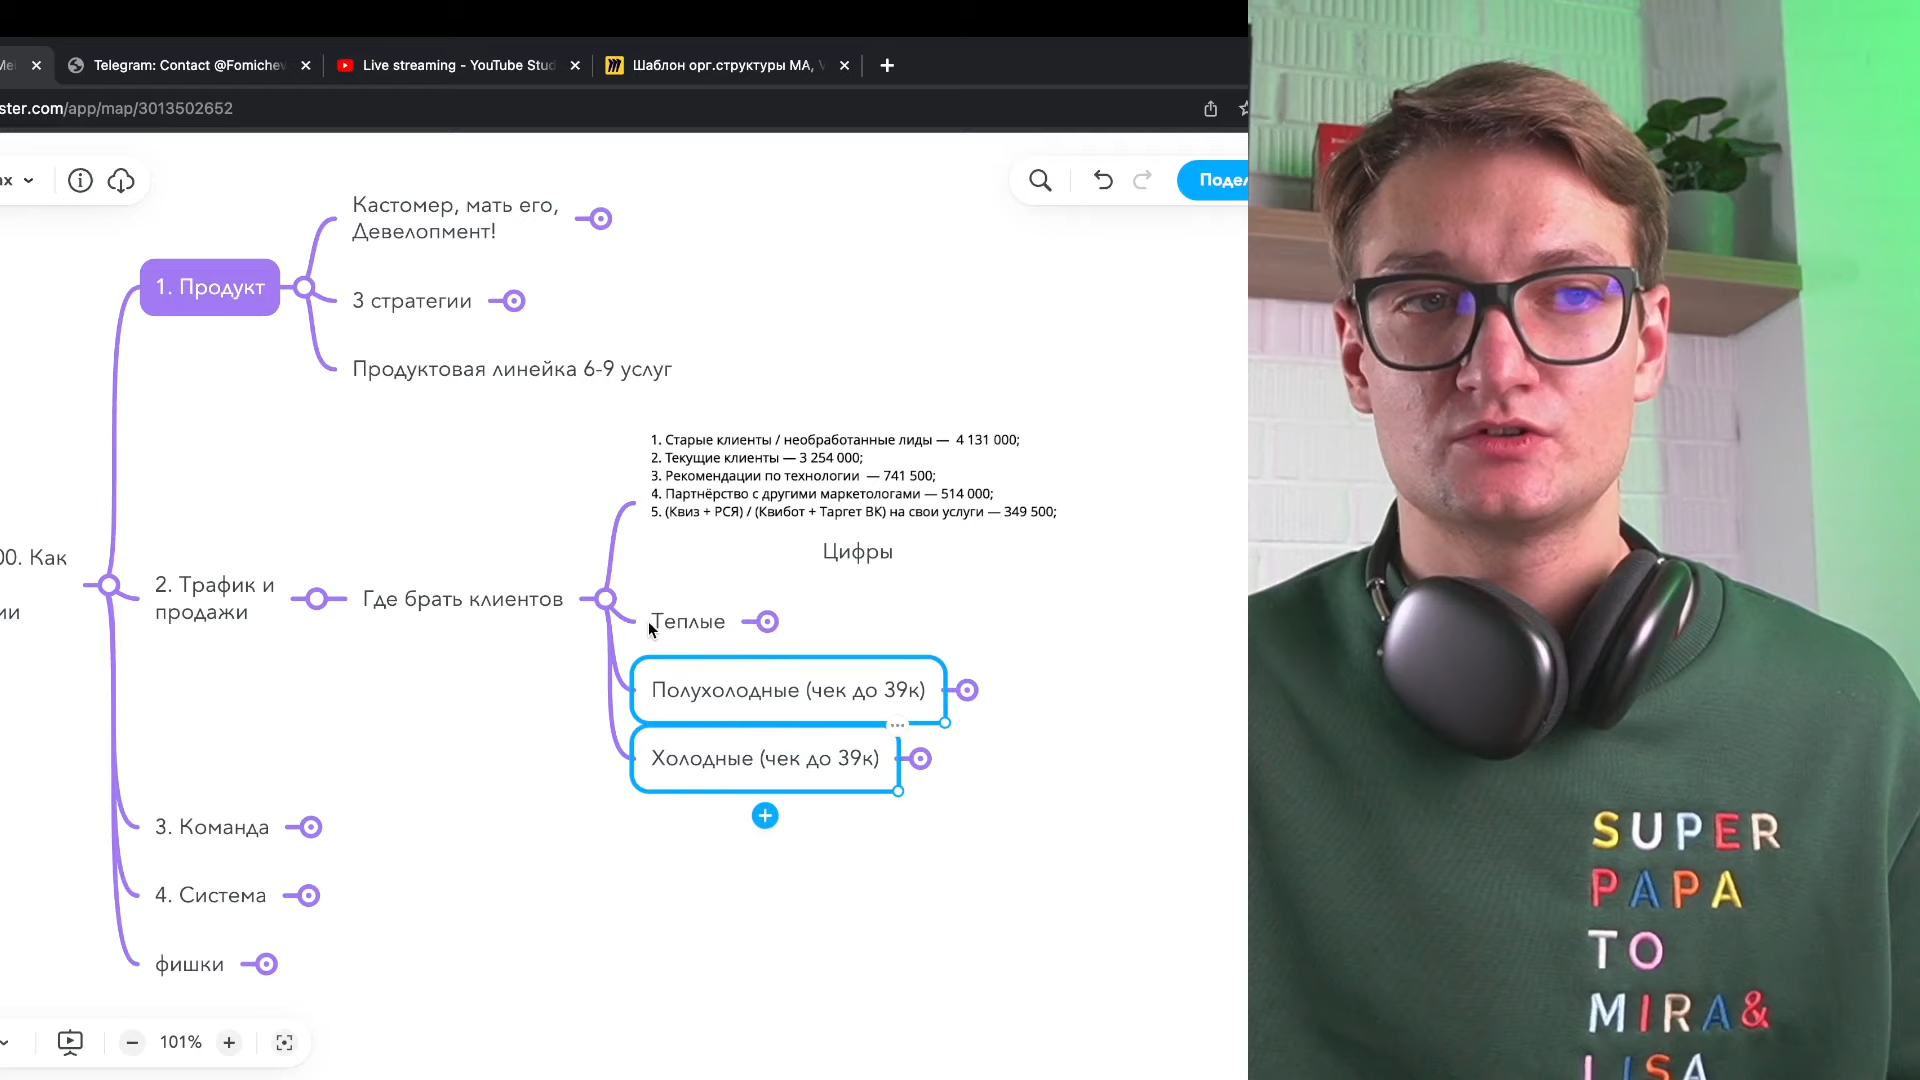 Telegram: Contact @Fomichev
Live streaming - YouTube Stud
Шаблон орг.структуры МА,
ster.com/app/map/3013502652
Кастомер, мать его,
Девелопмент!
1. Продукт
3 стратегии
Продуктовая линейка 6-9 услуг
1. Старые клиенты / необработанные лиды — 4 131 000;
2. Текущие клиенты — 3 254 000;
3. Рекомендации по технологии — 741 500;
4. Партнёрство с другими маркетологами — 514 000;
5. (Квиз + РСЯ) / (Квибот + Таргет ВК) на свои услуги — 349 500;
Цифры
00. Как
ии
2. Трафик и
продажи
Где брать клиентов
Теплые
Полухолодные (чек до 39к)
Холодные (чек до 39к)
3. Команда
4. Система
фишки
101%
SUPER
PAPA
TO
MIRA&
LISA